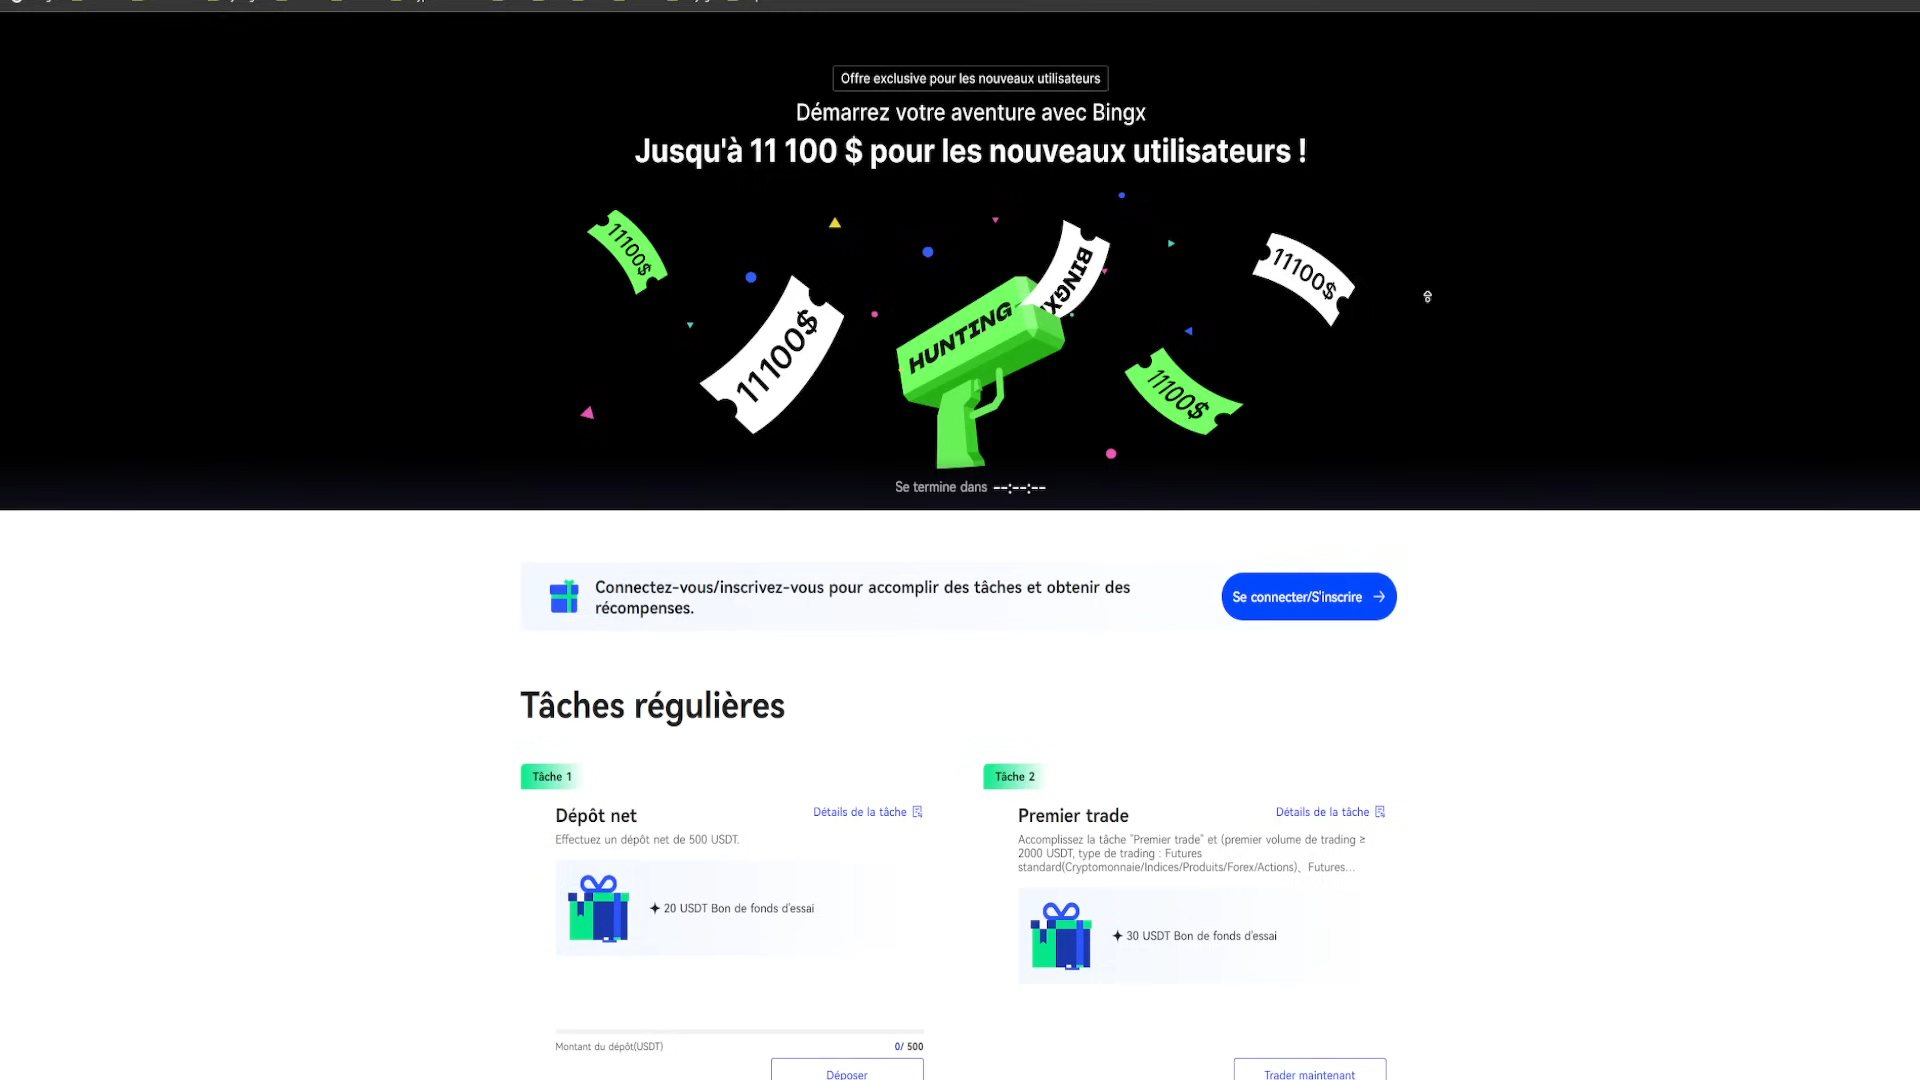 Offre exclusive pour les nouveaux utilisateurs
Démarrez votre aventure avec Bingx
Jusqu'à 11 100 $ pour les nouveaux utilisateurs !
11100$
BINGX
11100$
HUNTING
11100$
11100$
Se termine dans --:--:--
Connectez-vous/inscrivez-vous pour accomplir des tâches et obtenir des
récompenses.
Se connecter/S'inscrire
Tâches régulières
Tâche 1
Dépôt net
Détails de la tâche
Effectuez un dépôt net de 500 USDT.
20 USDT Bon de fonds d'essai
Montant du dépôt(USDT)
0/ 500
Déposer
Tâche 2
Premier trade
Détails de la tâche
Accomplissez la tâche "Premier trade" et (premier volume de trading ≥
2000 USDT, type de trading : Futures
standard(Cryptomonnaie/Indices/Produits/Forex/Actions)、Futures...
30 USDT Bon de fonds d'essai
Trader maintenant